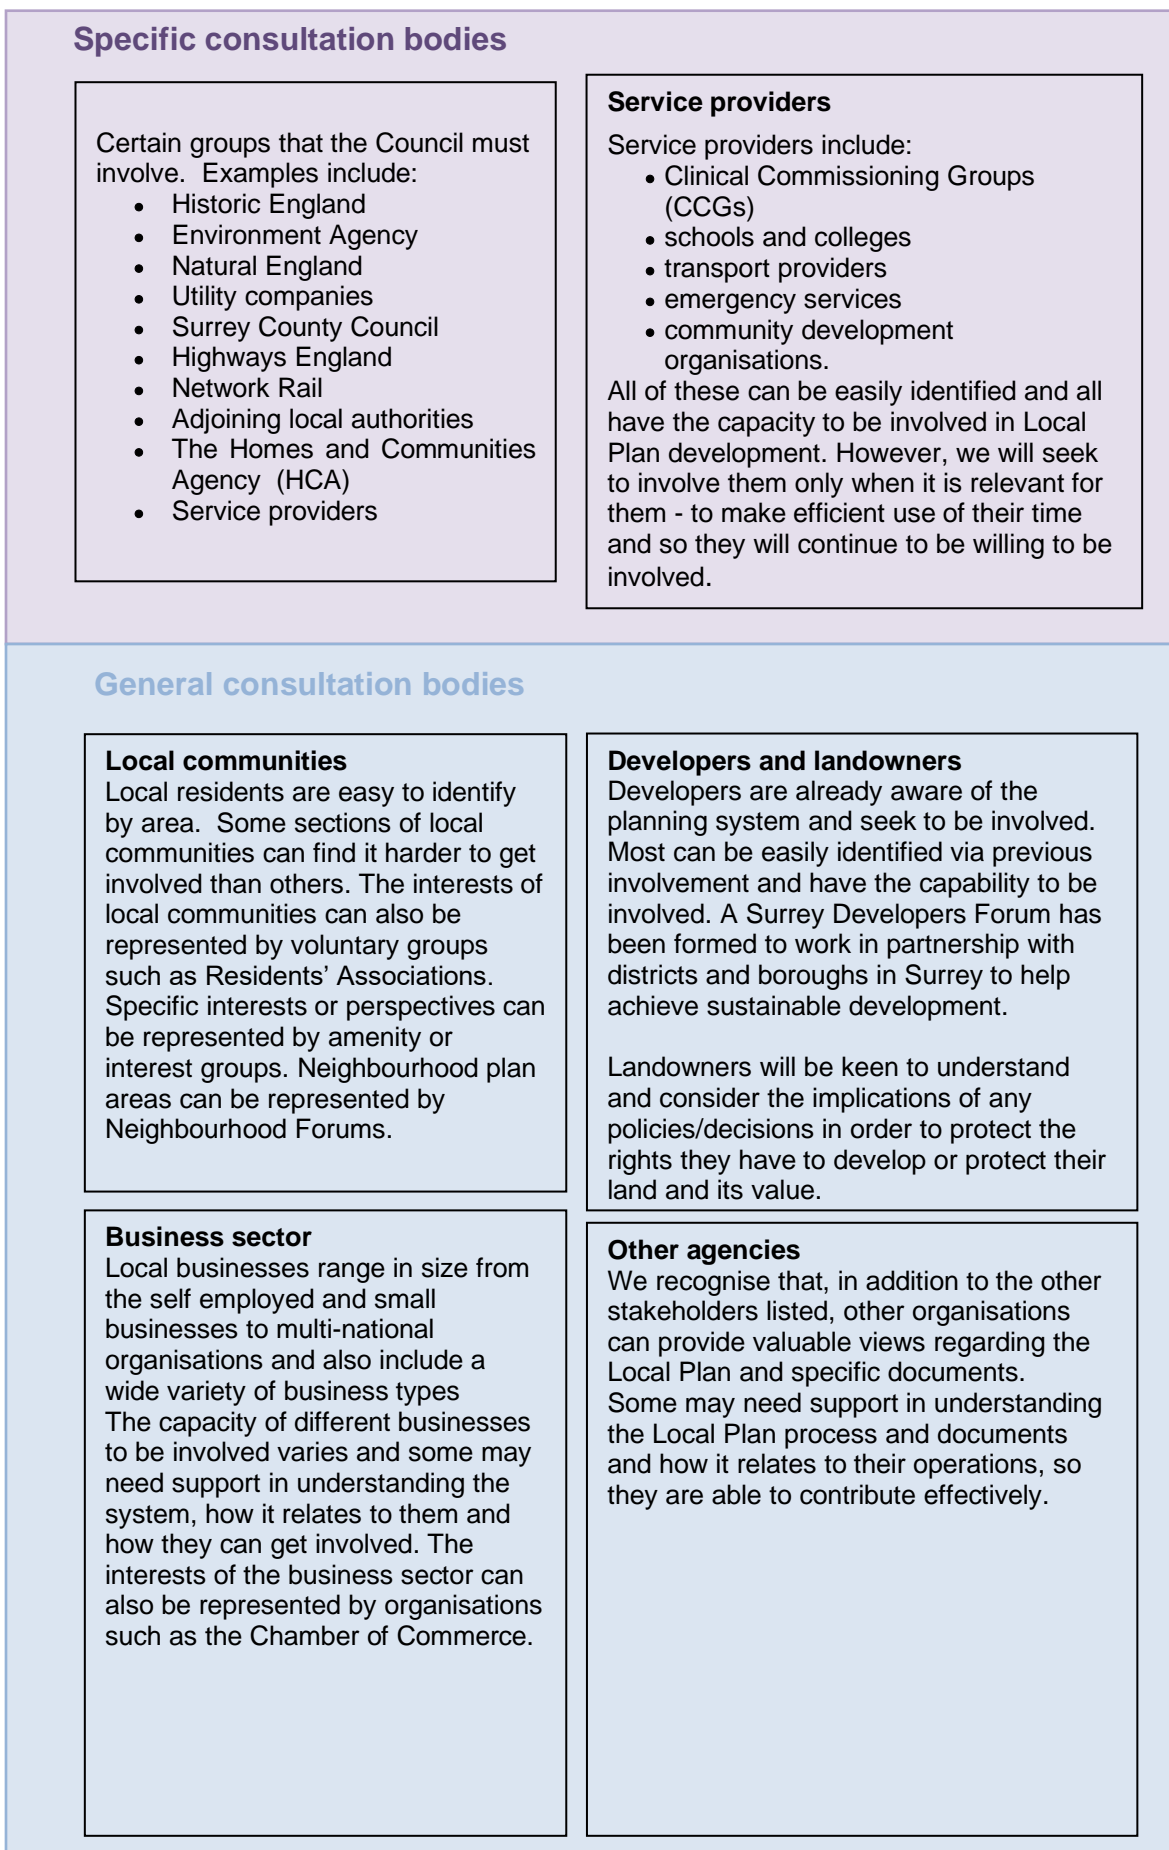 Specific consultation bodies
Certain groups that the Council must
involve.  Examples include:
• Historic England
• Environment Agency
• Natural England
• Utility companies
• Surrey County Council
• Highways England
• Network Rail
• Adjoining local authorities
• The Homes and Communities
Agency  (HCA)
• Service providers
Service providers
Service providers include:
• Clinical Commissioning Groups
(CCGs)
• schools and colleges
• transport providers
• emergency services
• community development
organisations.
All of these can be easily identified and all
have the capacity to be involved in Local
Plan development. However, we will seek
to involve them only when it is relevant for
them - to make efficient use of their time
and so they will continue to be willing to be
involved.
General consultation bodies
Local communities
Local residents are easy to identify
by area.  Some sections of local
communities can find it harder to get
involved than others. The interests of
local communities can also be
represented by voluntary groups
such as Residents’ Associations.
Specific interests or perspectives can
be represented by amenity or
interest groups. Neighbourhood plan
areas can be represented by
Neighbourhood Forums.
Developers and landowners
Developers are already aware of the
planning system and seek to be involved.
Most can be easily identified via previous
involvement and have the capability to be
involved. A Surrey Developers Forum has
been formed to work in partnership with
districts and boroughs in Surrey to help
achieve sustainable development.
Landowners will be keen to understand
and consider the implications of any
policies/decisions in order to protect the
rights they have to develop or protect their
land and its value.
Business sector
Local businesses range in size from
the self employed and small
businesses to multi-national
organisations and also include a
wide variety of business types
The capacity of different businesses
to be involved varies and some may
need support in understanding the
system, how it relates to them and
how they can get involved. The
interests of the business sector can
also be represented by organisations
such as the Chamber of Commerce.
Other agencies
We recognise that, in addition to the other
stakeholders listed, other organisations
can provide valuable views regarding the
Local Plan and specific documents.
Some may need support in understanding
the Local Plan process and documents
and how it relates to their operations, so
they are able to contribute effectively.